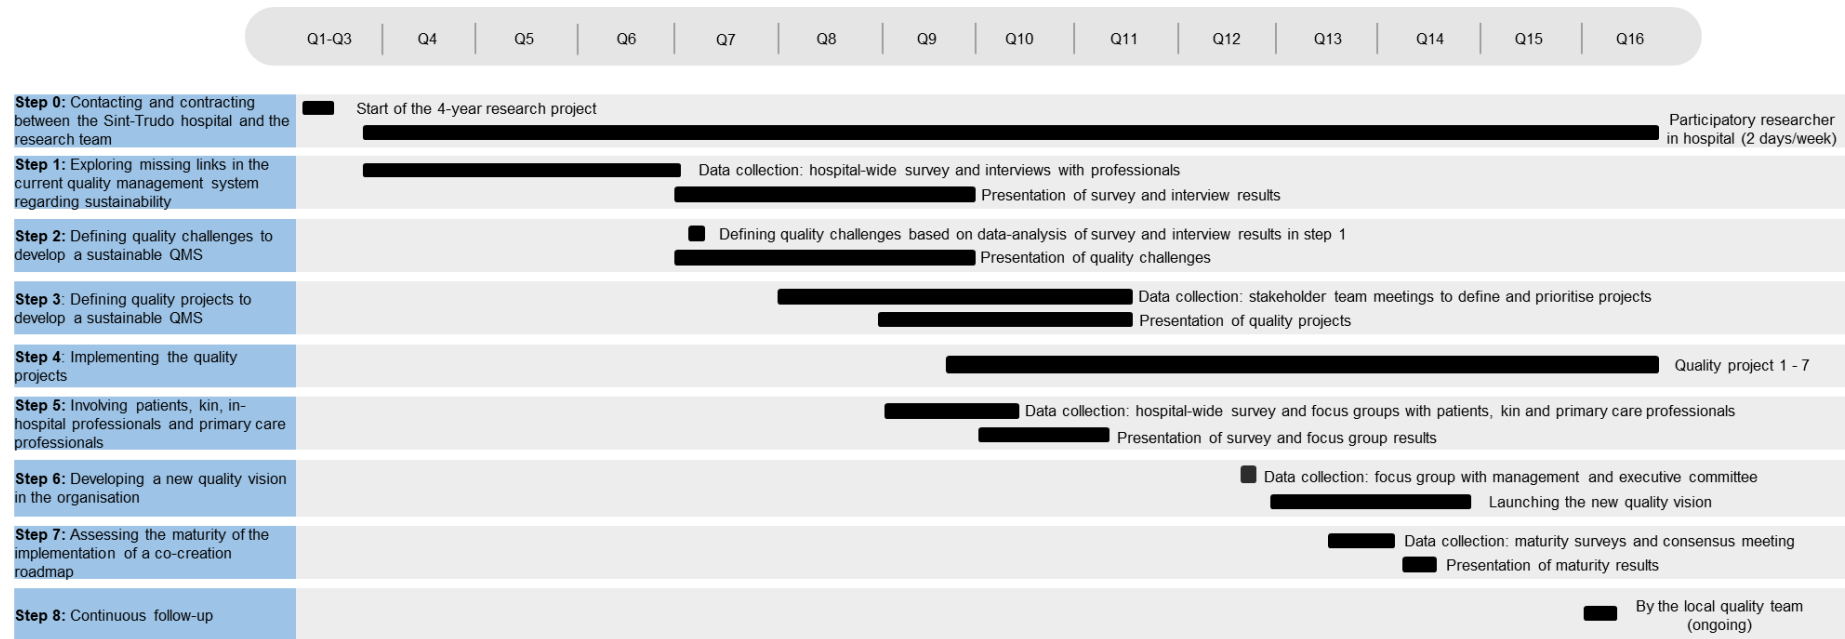 Q1-Q3 Q4 Q5 Q6 Q7 Q8 Q9 Q10 Q11 Q12 Q13 Q14 Q15 Q16
Step 0: Contacting and contracting
between the Sint-Trudo hospital and the
research team
Start of the 4-year research project
Participatory researcher
in hospital (2 days/week)
Step 1: Exploring missing links in the
current quality management system
regarding sustainability
Data collection: hospital-wide survey and interviews with professionals
Presentation of survey and interview results
Step 2: Defining quality challenges to
develop a sustainable QMS
Defining quality challenges based on data-analysis of survey and interview results in step 1
Presentation of quality challenges
Step 3: Defining quality projects to
develop a sustainable QMS
Data collection: stakeholder team meetings to define and prioritise projects
Presentation of quality projects
Step 4: Implementing the quality
projects
Quality project 1 - 7
Step 5: Involving patients, kin, in-
hospital professionals and primary care
professionals
Data collection: hospital-wide survey and focus groups with patients, kin and primary care professionals
Presentation of survey and focus group results
Step 6: Developing a new quality vision
in the organisation
Data collection: focus group with management and executive committee
Launching the new quality vision
Step 7: Assessing the maturity of the
implementation of a co-creation
roadmap
Data collection: maturity surveys and consensus meeting
Presentation of maturity results
Step 8: Continuous follow-up
By the local quality team
(ongoing)